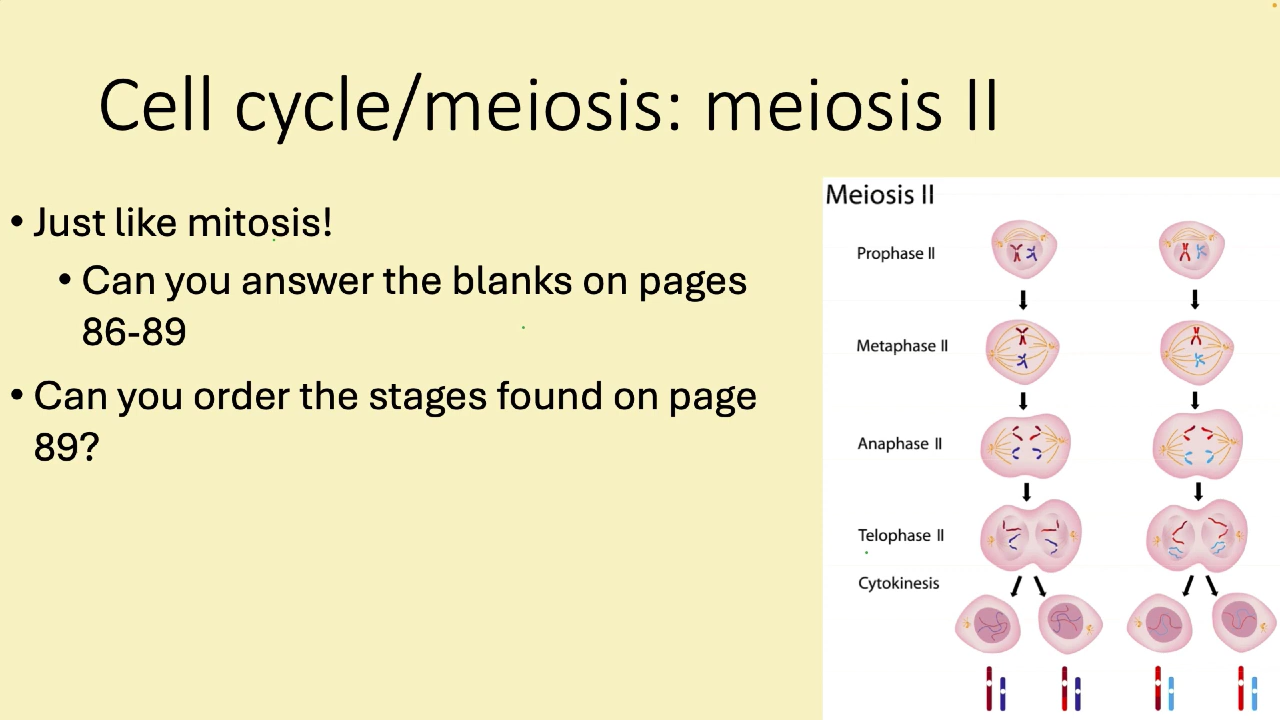 Cell cycle/meiosis: meiosis II
• Just like mitosis!
• Can you answer the blanks on pages
86-89
• Can you order the stages found on page
89?
Meiosis II
Prophase II
Metaphase II
Anaphase II
Telophase II
Cytokinesis